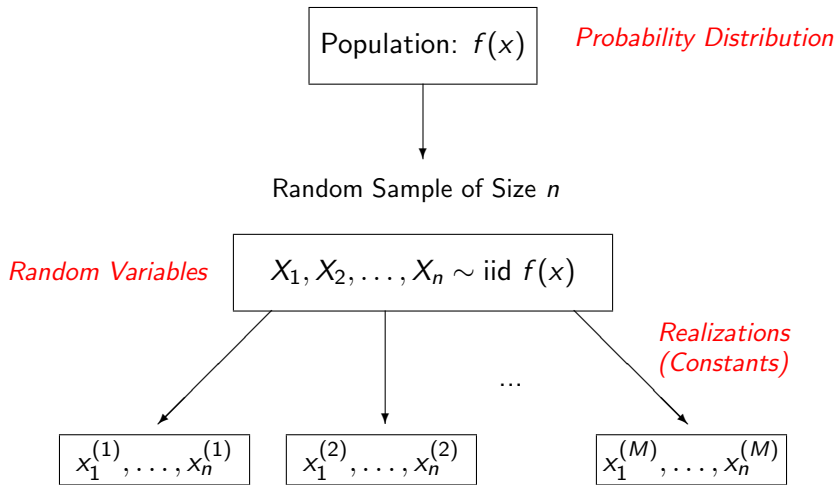 Population: f(x)
Probability Distribution
Random Sample of Size n
Random Variables
X₁, X₂, . . . , Xₙ ∼ iid f(x)
Realizations
(Constants)
...
x₁⁽¹⁾, . . . , xₙ⁽¹⁾
x₁⁽²⁾, . . . , xₙ⁽²⁾
x₁⁽ᴹ⁾, . . . , xₙ⁽ᴹ⁾